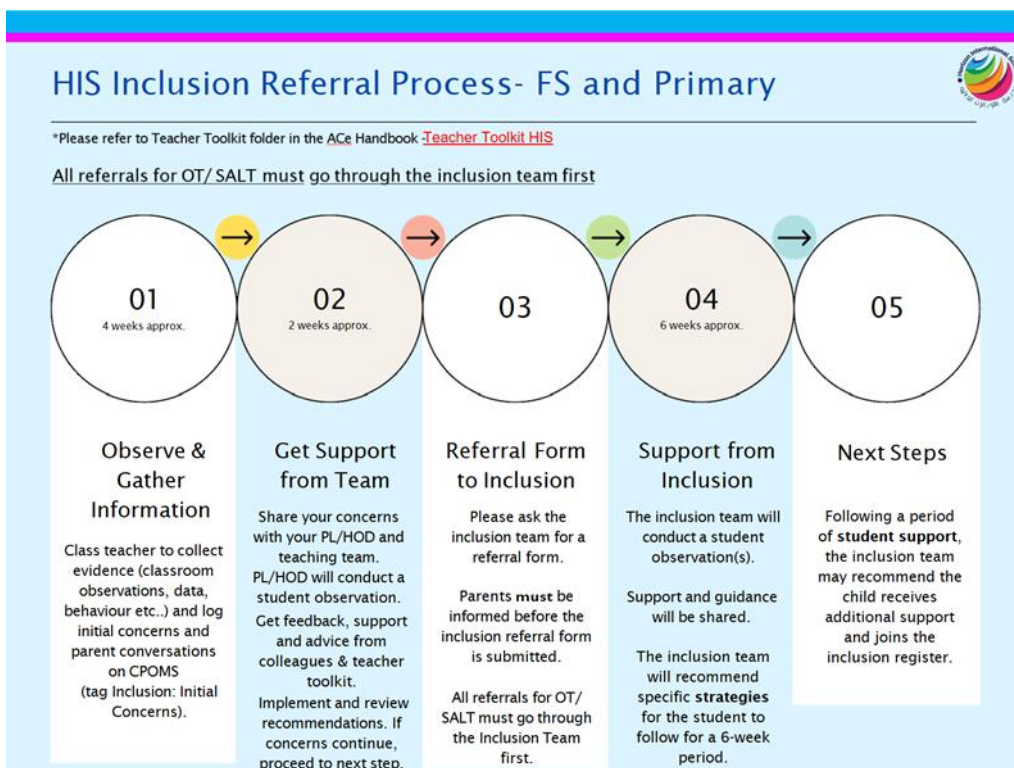 HIS Inclusion Referral Process- FS and Primary
*Please refer to Teacher Toolkit folder in the ACe Handbook -Teacher Toolkit HIS
All referrals for OT/ SALT must go through the inclusion team first
01
4 weeks approx.
Observe &
Gather
Information
Class teacher to collect
evidence (classroom
observations, data,
behaviour etc..) and log
initial concerns and
parent conversations
on CPOMS
(tag Inclusion: Initial
Concerns).
02
2 weeks approx.
Get Support
from Team
Share your concerns
with your PL/HOD and
teaching team.
PL/HOD will conduct a
student observation.
Get feedback, support
and advice from
colleagues & teacher
toolkit.
Implement and review
recommendations. If
concerns continue,
proceed to next step.
03
Referral Form
to Inclusion
Please ask the
inclusion team for a
referral form.
Parents must be
informed before the
inclusion referral form
is submitted.
All referrals for OT/
SALT must go through
the Inclusion Team
first.
04
6 weeks approx.
Support from
Inclusion
The inclusion team will
conduct a student
observation(s).
Support and guidance
will be shared.
The inclusion team
will recommend
specific strategies
for the student to
follow for a 6-week
period.
05
Next Steps
Following a period
of student support,
the inclusion team
may recommend the
child receives
additional support
and joins the
inclusion register.